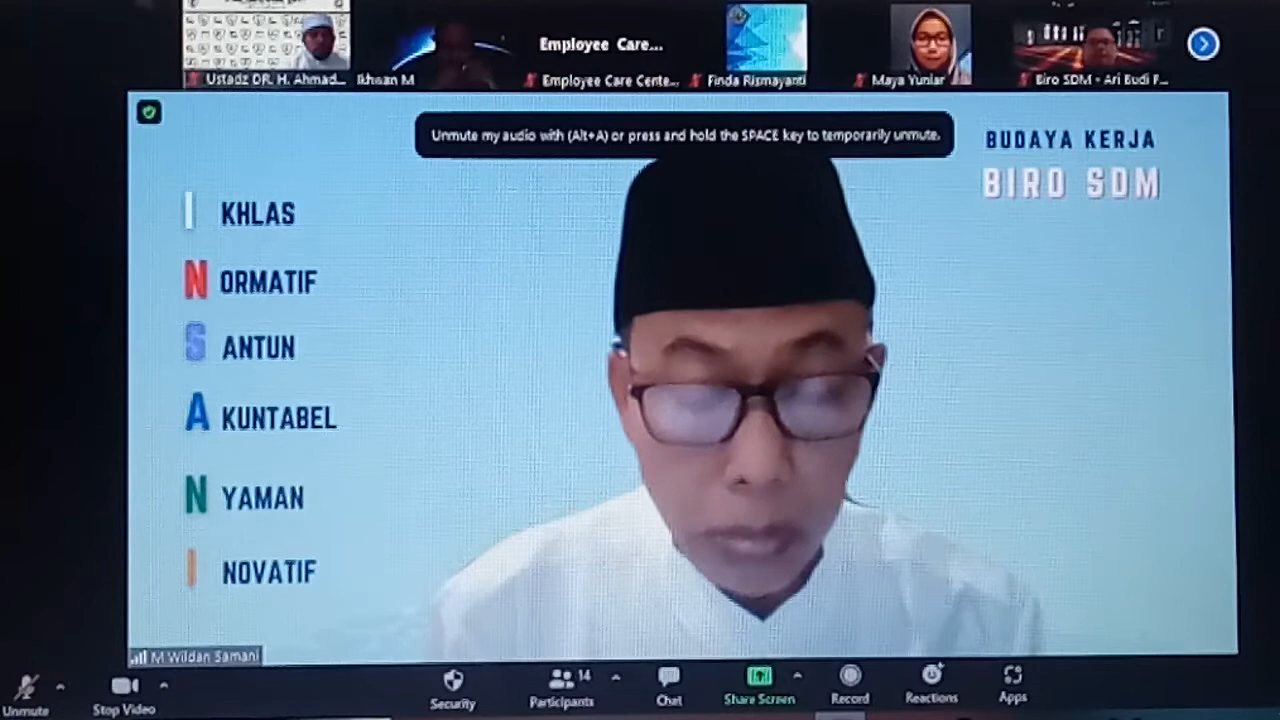 Ustadz DR. H. Ahmad...
Ikhsan M
Employee Care...
Employee Care Cente...
Finda Rismayanti
Maya Yuniar
Biro SDM - Ari Budi P...
Unmute my audio with (Alt+A) or press and hold the SPACE key to temporarily unmute.
BUDAYA KERJA
BIRO SDM
IKHLAS
NORMATIF
SANTUN
AKUNTABEL
NYAMAN
INOVATIF
M Wildan Samani
Unmute
Stop Video
Security
Participants
14
Chat
Share Screen
Record
Reactions
Apps